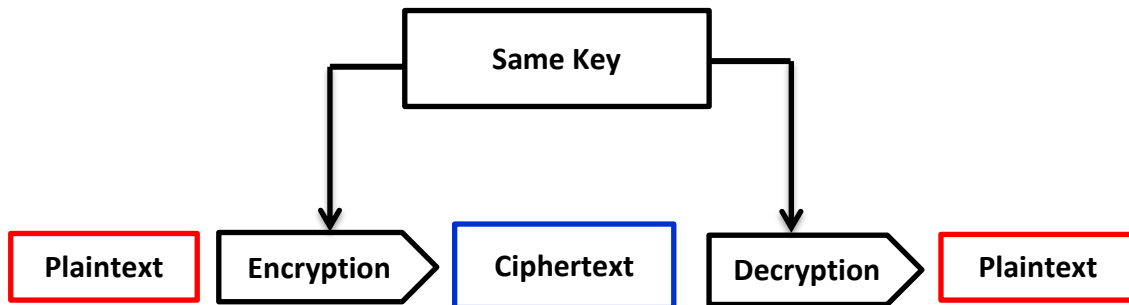 Same Key
Plaintext
Encryption
Ciphertext
Decryption
Plaintext